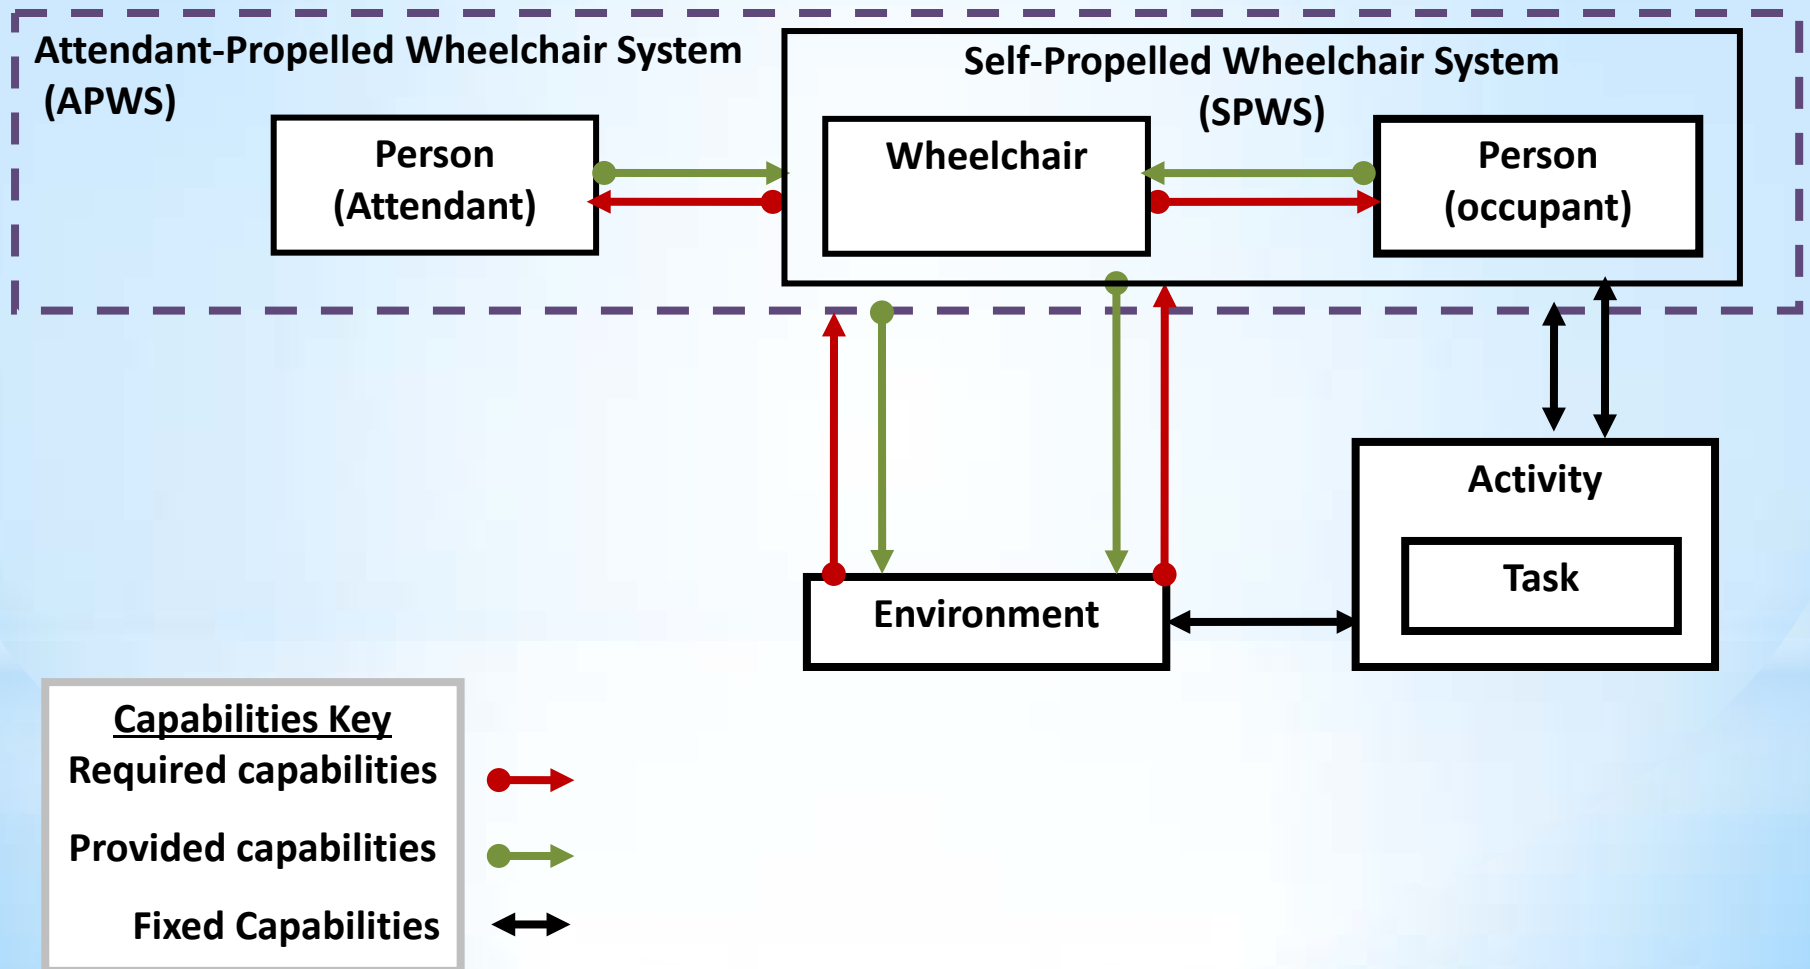 Attendant-Propelled Wheelchair System
(APWS)
Self-Propelled Wheelchair System
(SPWS)
Person
(Attendant)
Wheelchair
Person
(occupant)
Activity
Task
Environment
Capabilities Key
Required capabilities
Provided capabilities
Fixed Capabilities